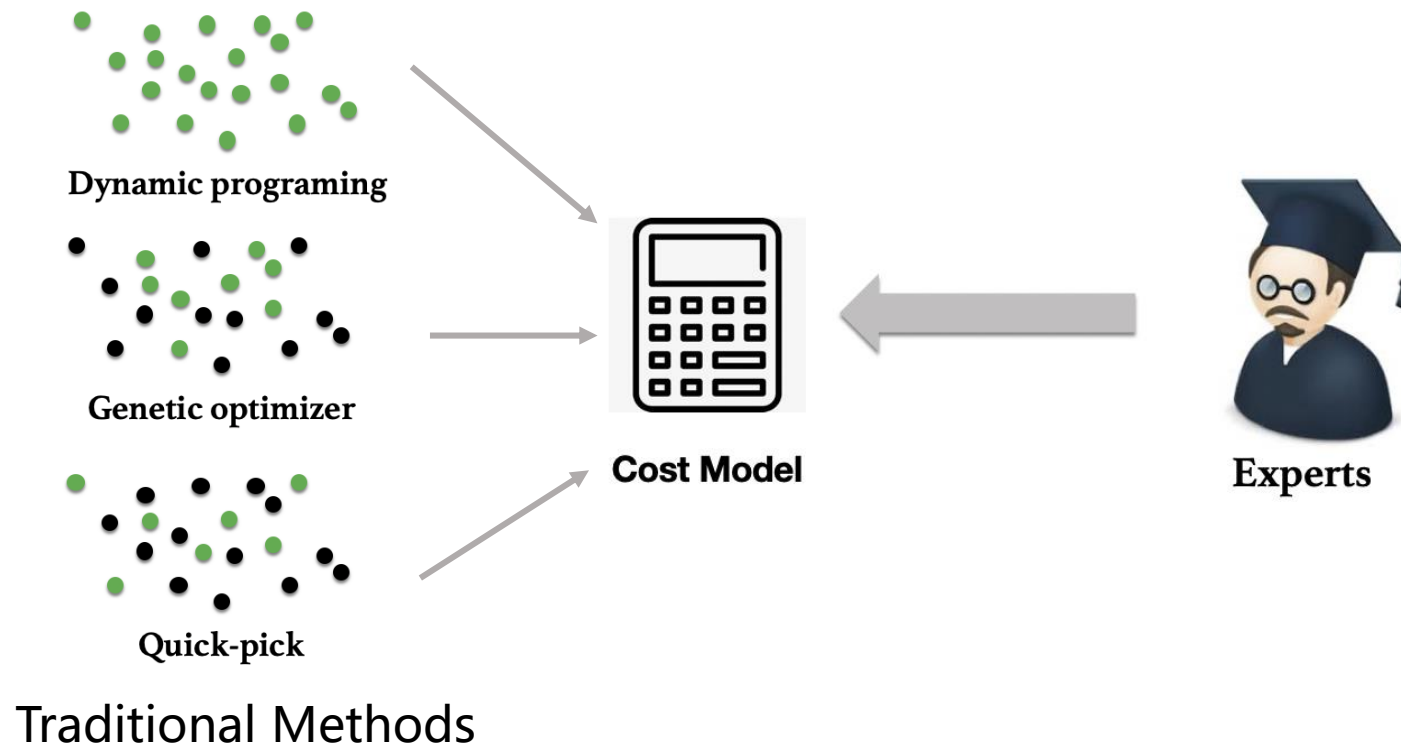 Dynamic programing
Genetic optimizer
Cost Model
Experts
Quick-pick
Traditional Methods